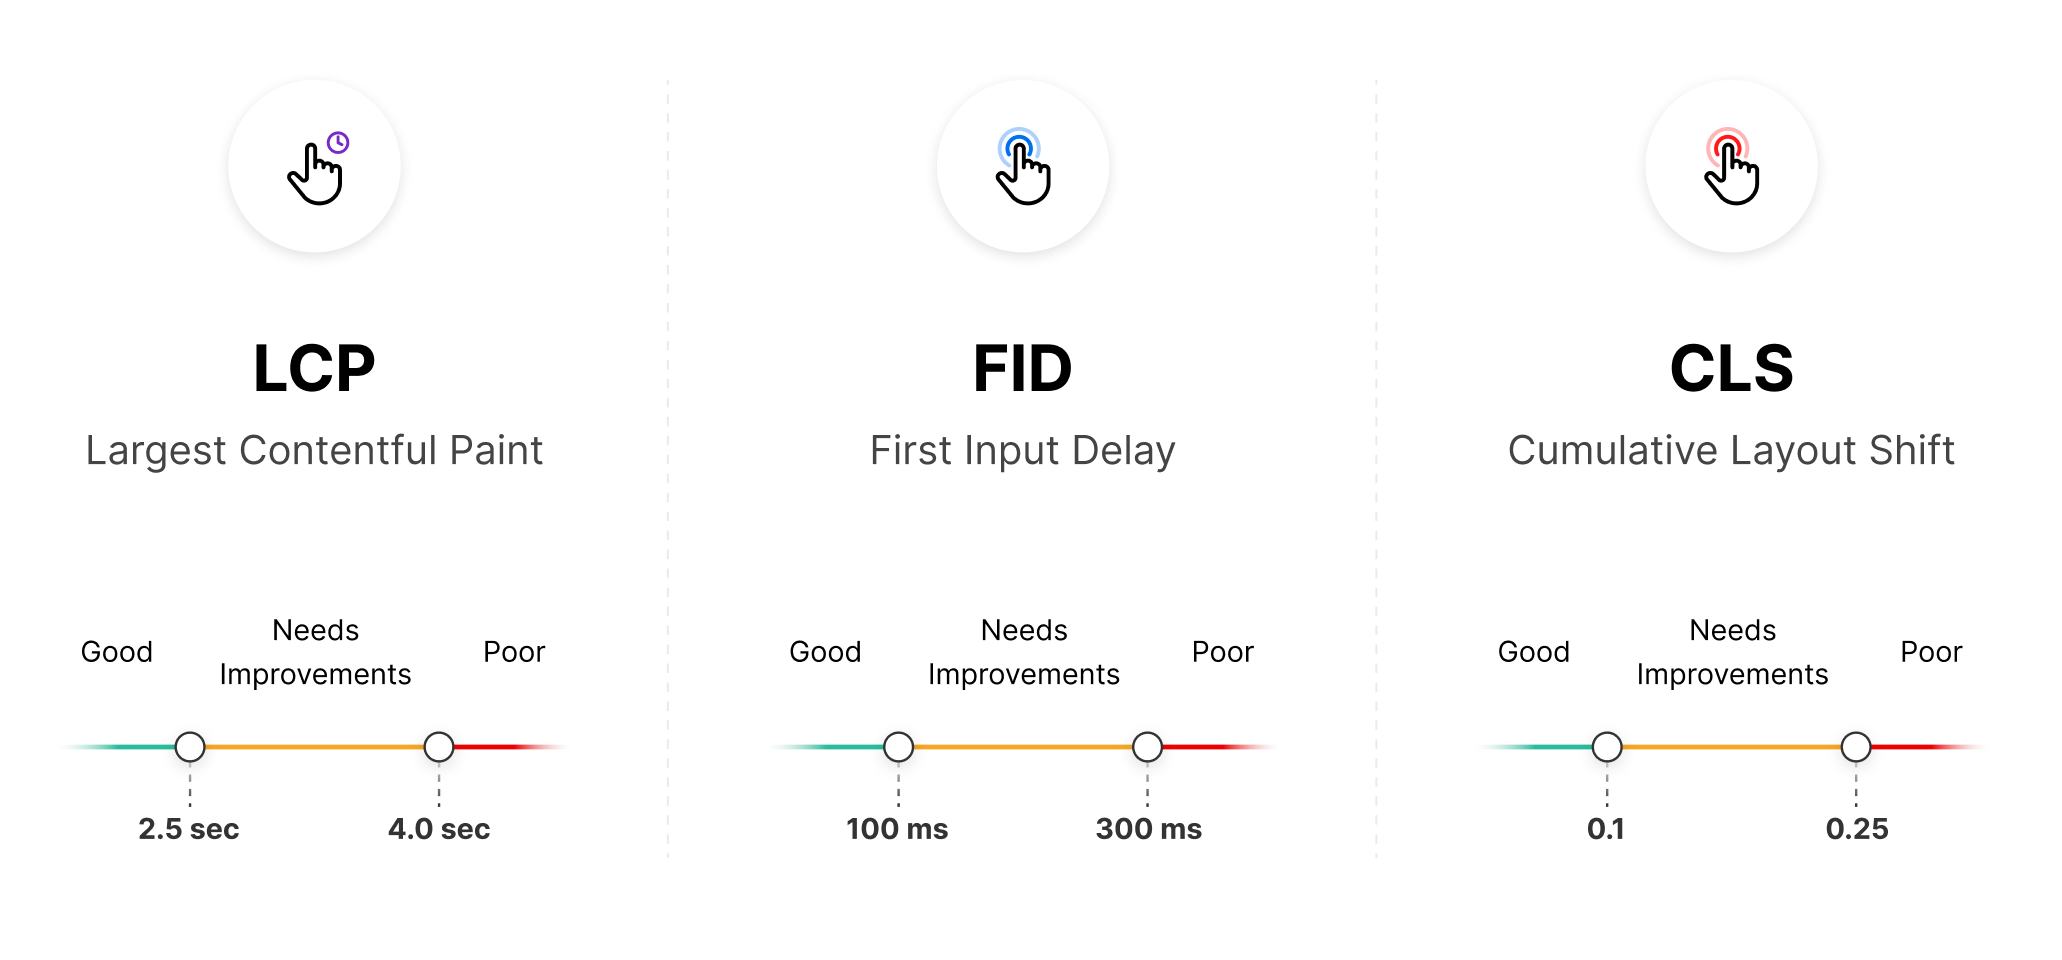 LCP
Largest Contentful Paint
Good
Needs
Improvements
Poor
2.5 sec
4.0 sec
FID
First Input Delay
Good
Needs
Improvements
Poor
100 ms
300 ms
CLS
Cumulative Layout Shift
Good
Needs
Improvements
Poor
0.1
0.25